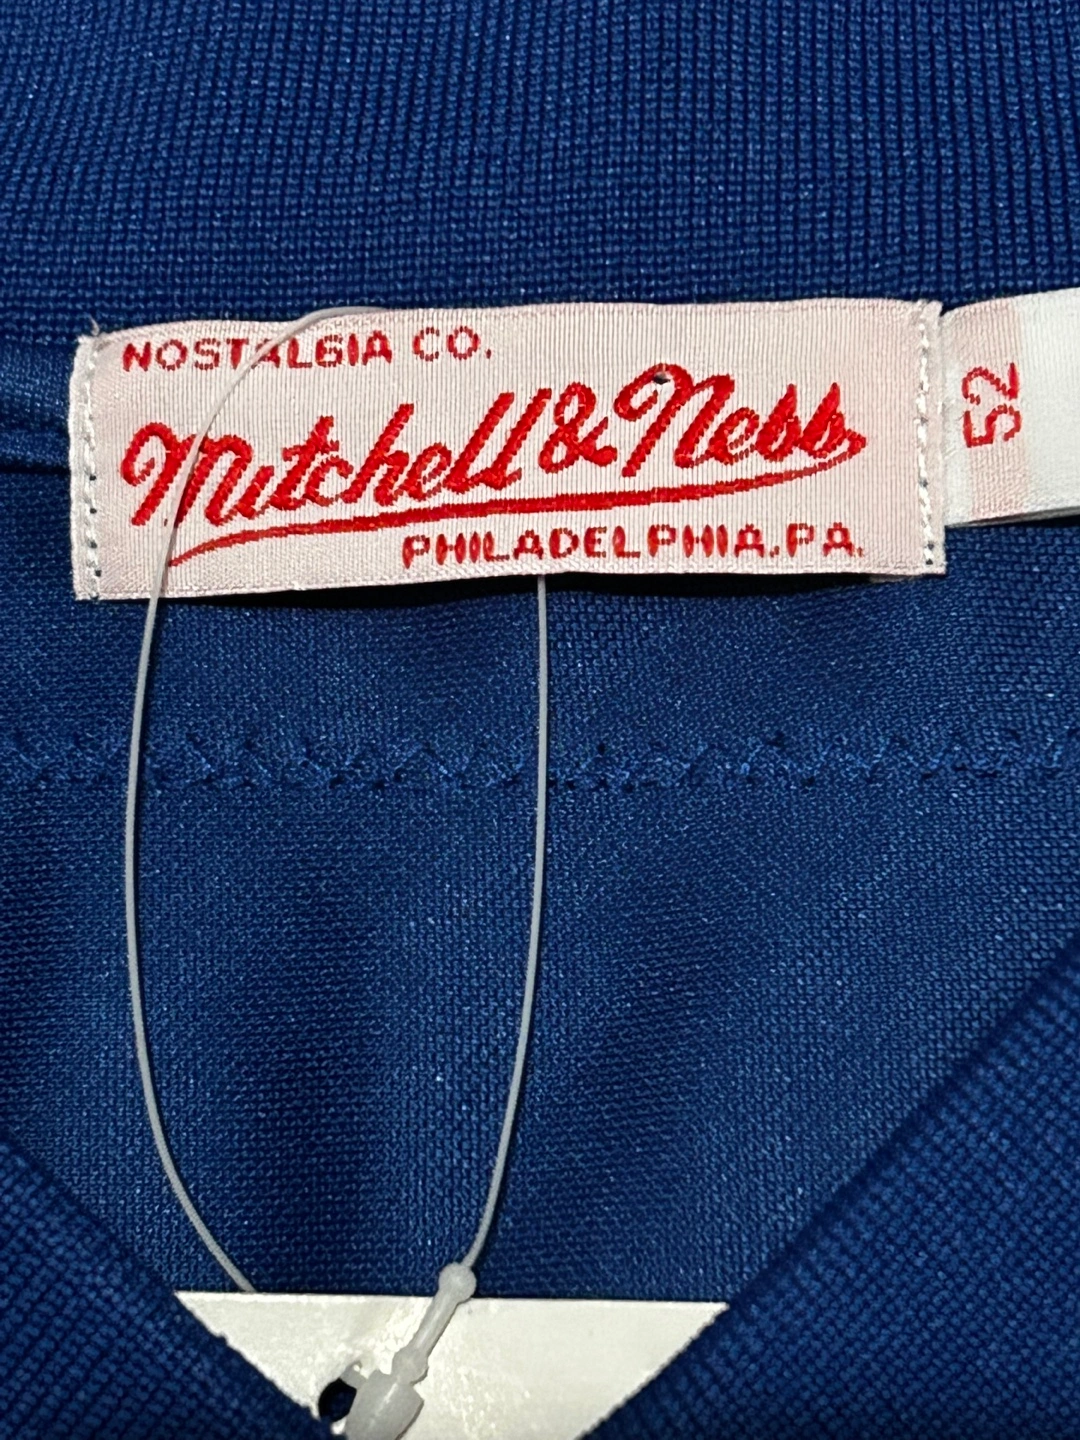 NOSTALGIA CO.
Mitchell & Ness
PHILADELPHIA, PA.
52